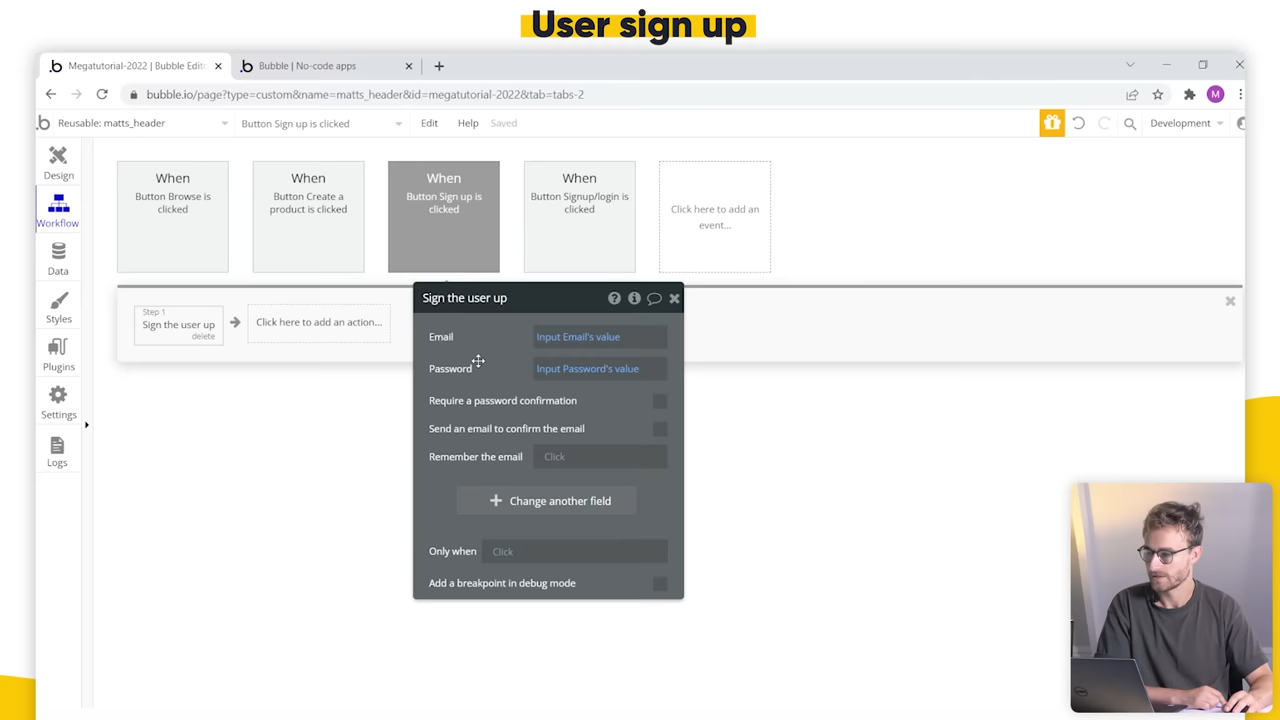 User sign up
Megatutorial-2022 | Bubble Edito
Bubble | No-code apps
bubble.io/page?type=custom&name=matts_header&id=megatutorial-2022&tab=tabs-2
M
Reusable: matts_header
Button Sign up is clicked
Edit
Help
Saved
Development
Design
Workflow
Data
Styles
Plugins
Settings
Logs
When
Button Browse is
clicked
When
Button Create a
product is clicked
When
Button Sign up is
clicked
When
Button Signup/login is
clicked
Click here to add an
event...
Step 1
Sign the user up
delete
Click here to add an action...
Sign the user up
Email
Input Email's value
Password
Input Password's value
Require a password confirmation
Send an email to confirm the email
Remember the email
Click
Change another field
Only when
Click
Add a breakpoint in debug mode